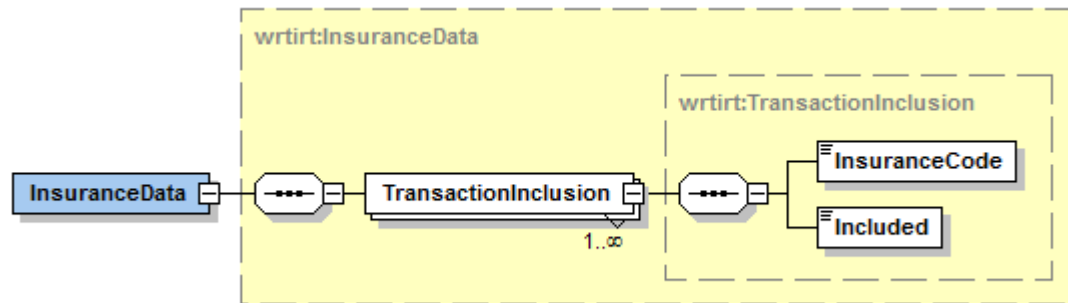 wrtirt:InsuranceData
wrtirt:TransactionInclusion
InsuranceCode
InsuranceData
TransactionInclusion
Included
1..∞